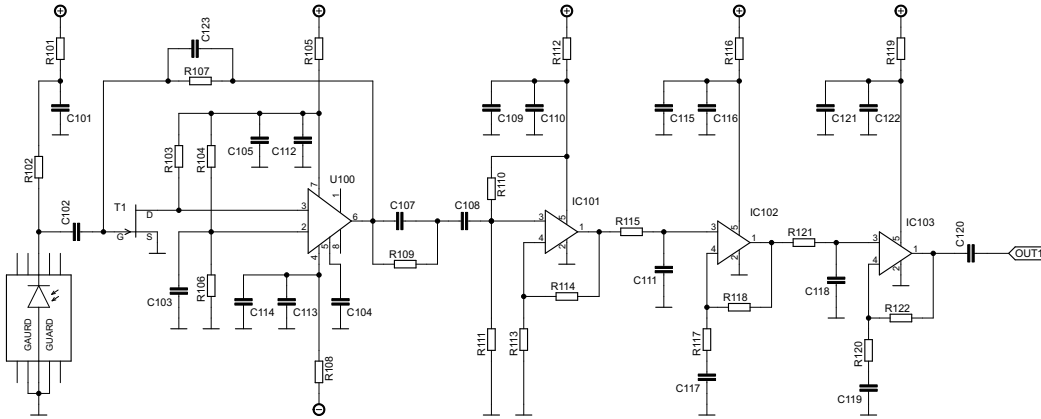 R101
C101
R102
C102
GAURD
GUARD
C123
R107
T1
D
G
S
R103
R104
C103
R106
R105
C105
C112
U100
7
1
3
2
6
4
5
8
C114
C113
C104
R108
C107
R109
C108
R110
R111
R112
C109
C110
IC101
3
4
5
2
1
R113
R114
R115
C111
R116
C115
C116
IC102
3
4
5
2
1
R117
R118
C117
R121
C118
R119
C121
C122
IC103
3
4
5
2
1
R120
R122
C119
C120
OUT1